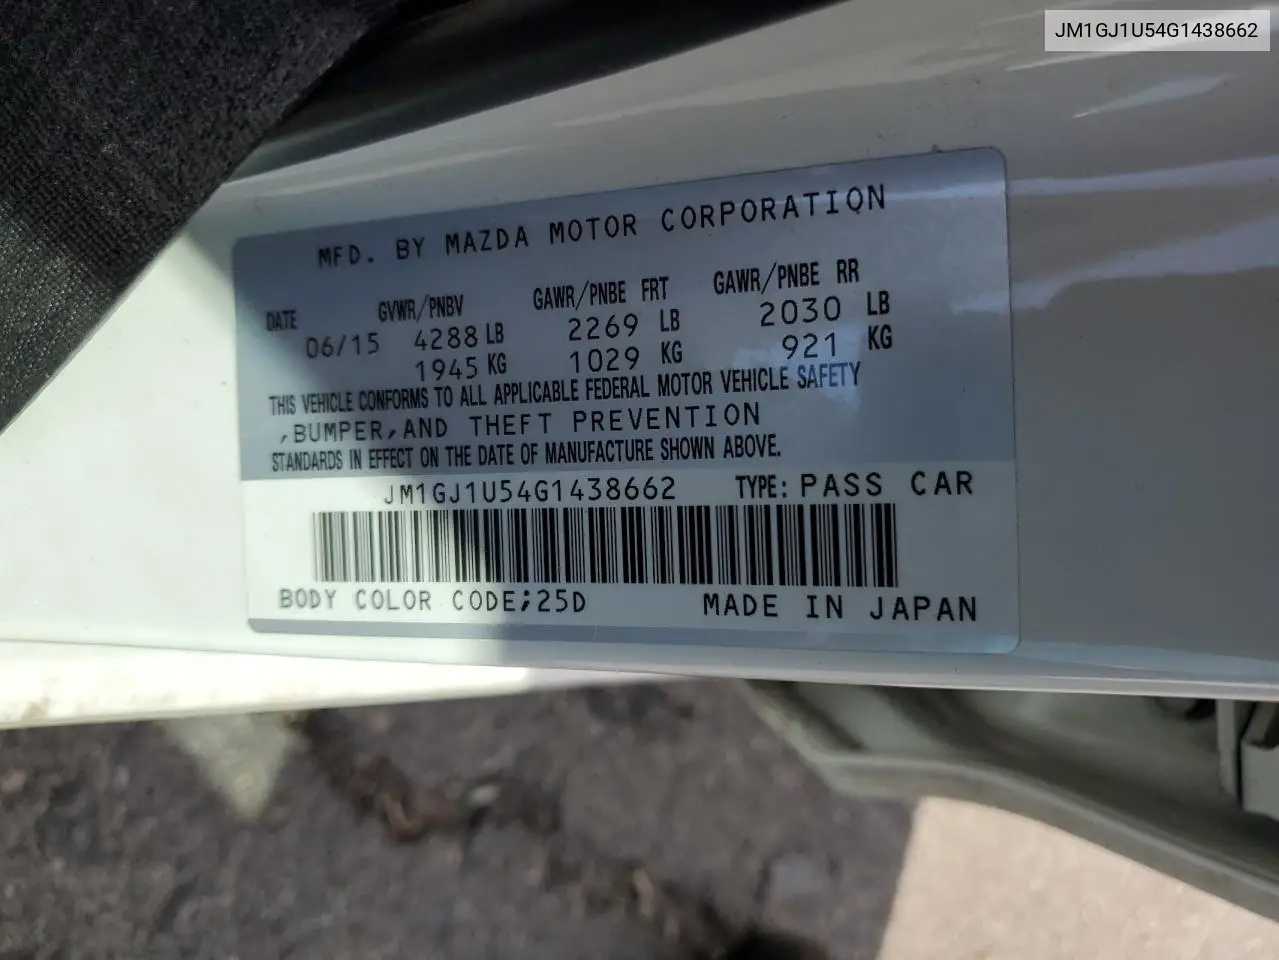 JM1GJ1U54G1438662
MFD. BY MAZDA MOTOR CORPORATION
DATE GVWR/PNBV GAWR/PNBE FRT GAWR/PNBE RR
06/15 4288 LB 2269 LB 2030 LB
1945 KG 1029 KG 921 KG
THIS VEHICLE CONFORMS TO ALL APPLICABLE FEDERAL MOTOR VEHICLE SAFETY
,BUMPER,AND THEFT PREVENTION
STANDARDS IN EFFECT ON THE DATE OF MANUFACTURE SHOWN ABOVE.
JM1GJ1U54G1438662 TYPE: PASS CAR
BODY COLOR CODE;25D MADE IN JAPAN